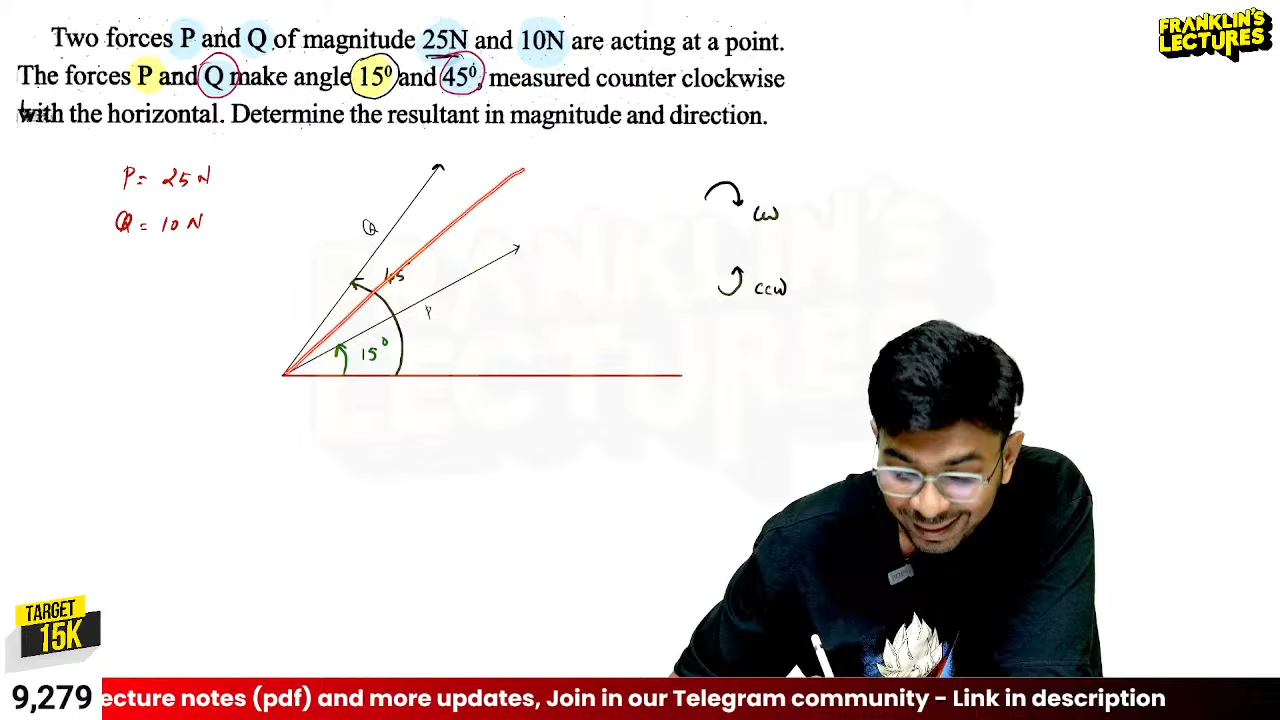 Two forces P and Q of magnitude 25N and 10N are acting at a point.
The forces P and Q make angle 15⁰ and 45⁰, measured counter clockwise
with the horizontal. Determine the resultant in magnitude and direction.
FRANKLIN'S
LECTURES
P = 25 N
Q = 10 N
Q
P
15⁰
cw
ccw
FRANKLIN'S
LECTURES
TARGET
15K
9,279
ecture notes (pdf) and more updates, Join in our Telegram community - Link in description